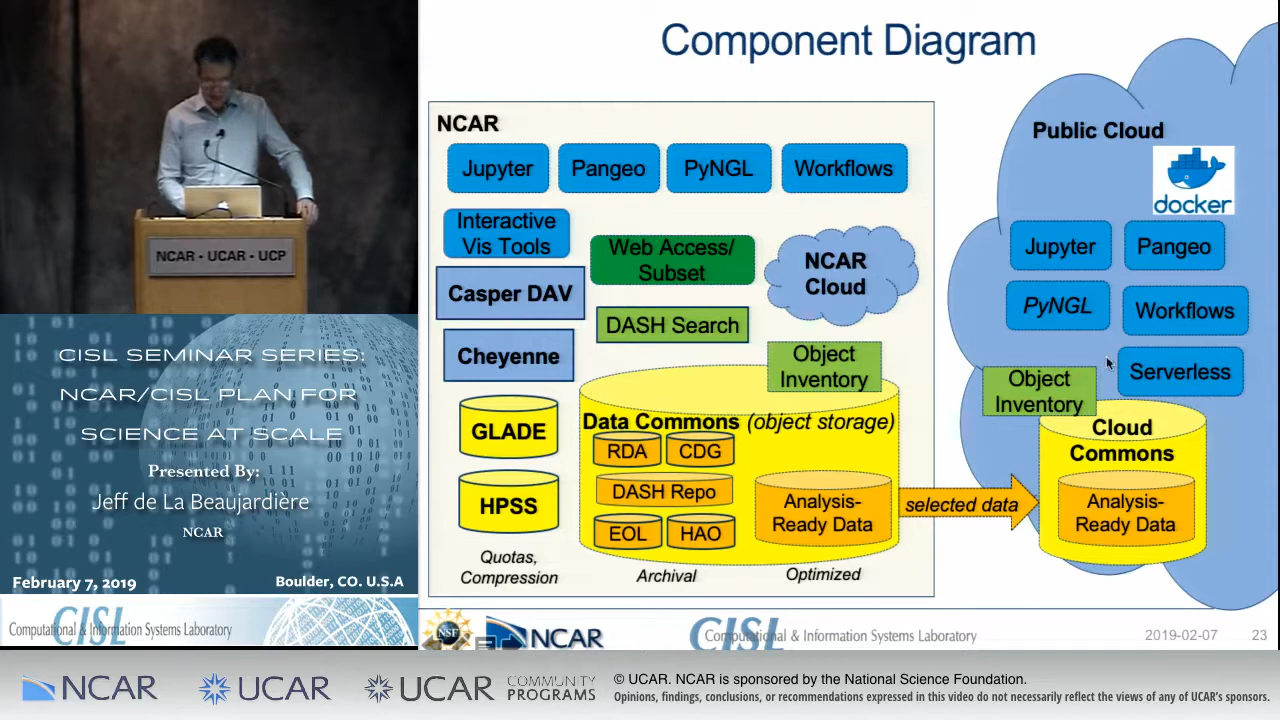 NCAR - UCAR - UCP
CISL SEMINAR SERIES:
NCAR/CISL PLAN FOR
SCIENCE AT SCALE
Presented By:
Jeff de La Beaujardière
NCAR
February 7, 2019
Boulder, CO. U.S.A
CISL
Computational & Information Systems Laboratory
Component Diagram
NCAR
Jupyter
Pangeo
PyNGL
Workflows
Interactive
Vis Tools
Web Access/
Subset
NCAR
Cloud
Casper DAV
DASH Search
Cheyenne
Object
Inventory
GLADE
Data Commons (object storage)
RDA
CDG
HPSS
DASH Repo
Analysis-
Ready Data
EOL
HAO
Quotas,
Compression
Archival
Optimized
selected data
Public Cloud
docker
Jupyter
Pangeo
PyNGL
Workflows
Serverless
Object
Inventory
Cloud
Commons
Analysis-
Ready Data
NSF
NCAR
CISL
Computational & Information Systems Laboratory
2019-02-07
23
NCAR
UCAR
UCAR
COMMUNITY
PROGRAMS
© UCAR. NCAR is sponsored by the National Science Foundation.
Opinions, findings, conclusions, or recommendations expressed in this video do not necessarily reflect the views of any of UCAR's sponsors.